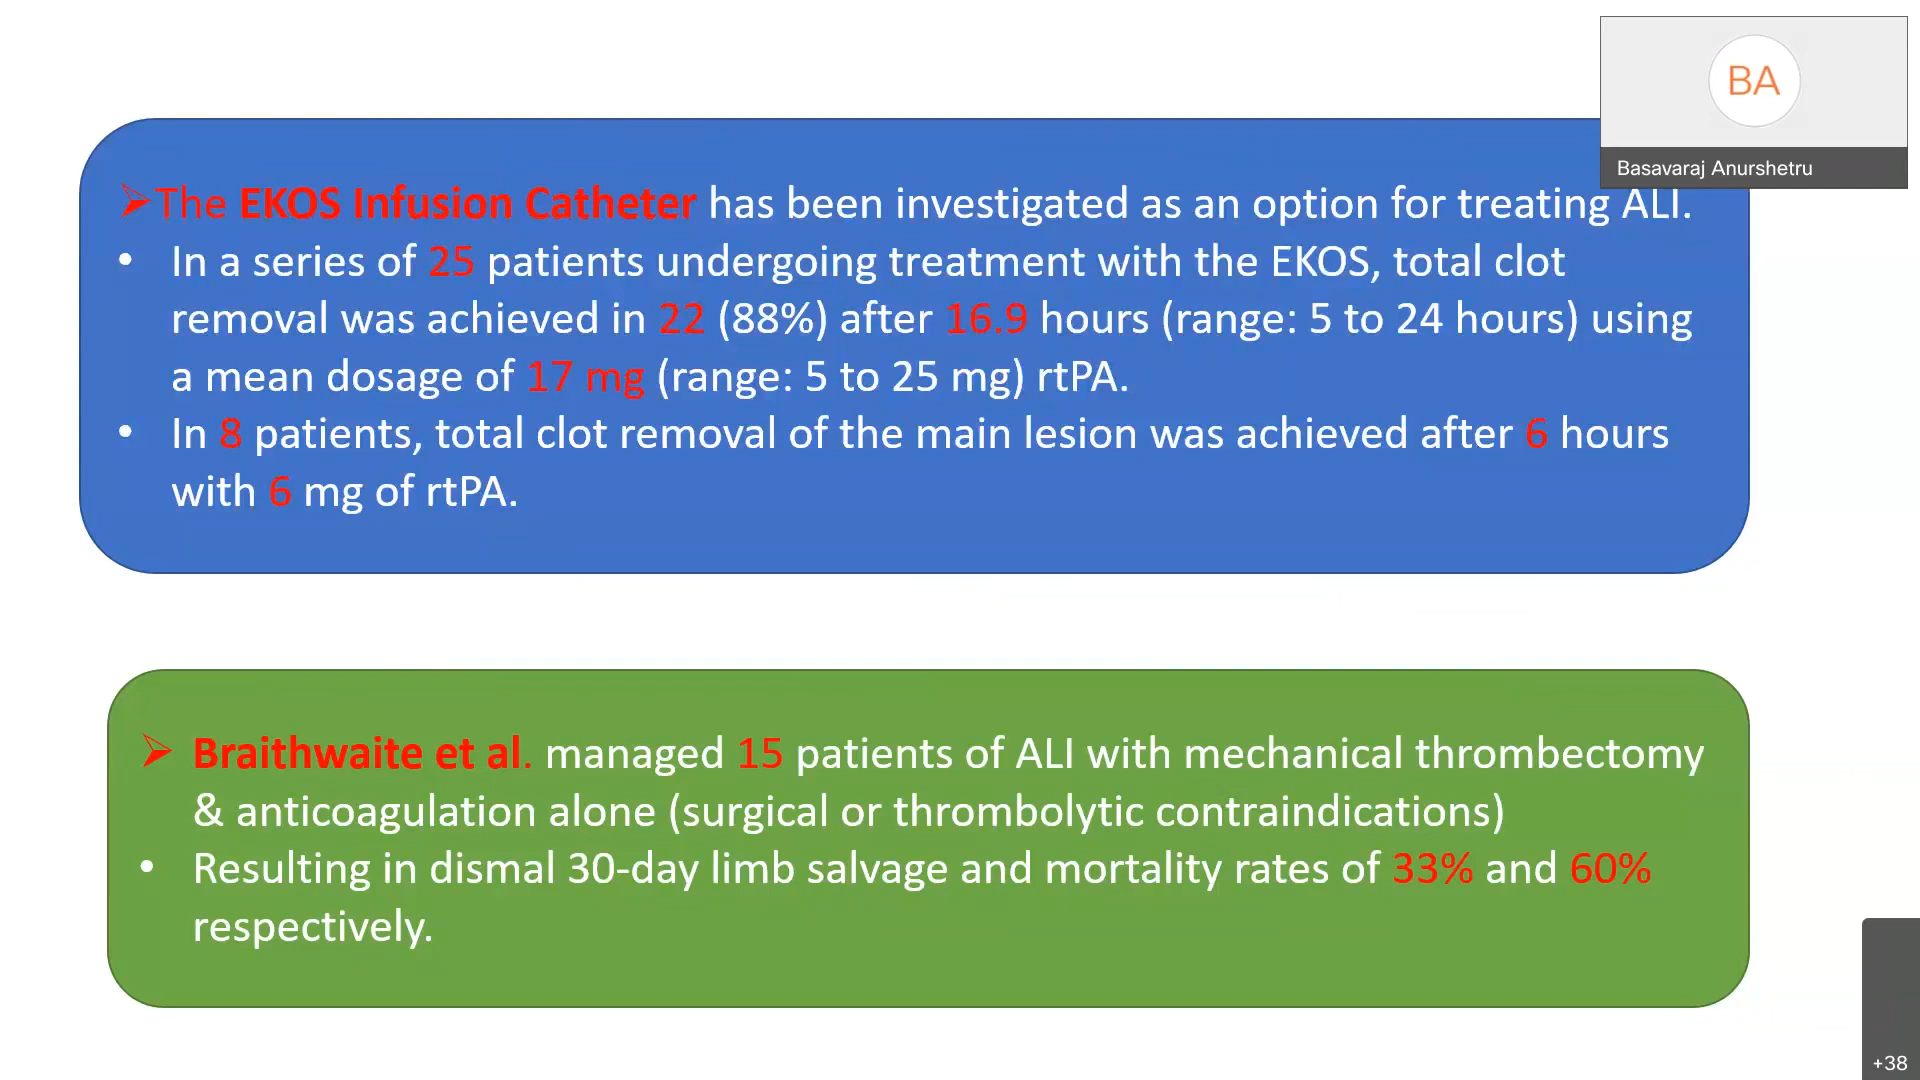 BA
Basavaraj Anurshetru
➢The EKOS Infusion Catheter has been investigated as an option for treating ALI.
• In a series of 25 patients undergoing treatment with the EKOS, total clot
removal was achieved in 22 (88%) after 16.9 hours (range: 5 to 24 hours) using
a mean dosage of 17 mg (range: 5 to 25 mg) rtPA.
• In 8 patients, total clot removal of the main lesion was achieved after 6 hours
with 6 mg of rtPA.
➢ Braithwaite et al. managed 15 patients of ALI with mechanical thrombectomy
& anticoagulation alone (surgical or thrombolytic contraindications)
• Resulting in dismal 30-day limb salvage and mortality rates of 33% and 60%
respectively.
+38